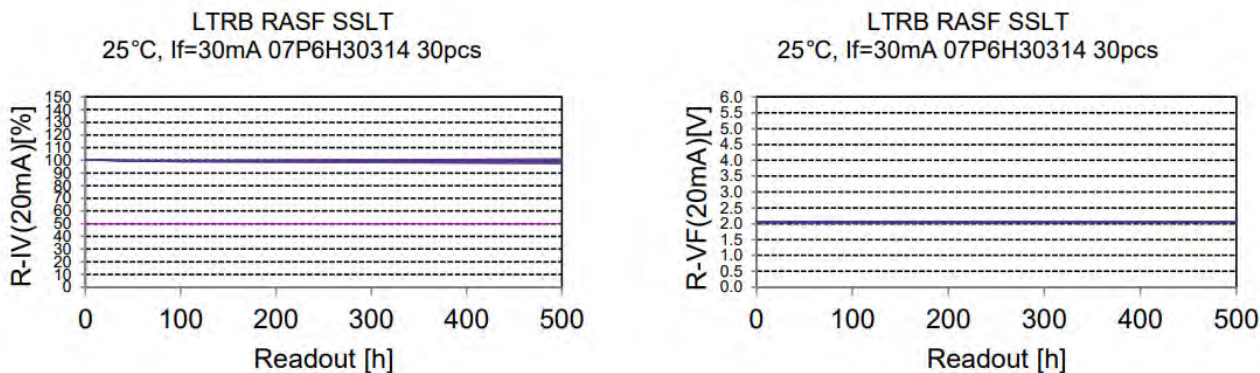 LTRB RASF SSLT
25°C, If=30mA 07P6H30314 30pcs
R-IV(20mA)[%]
150
140
130
120
110
100
90
80
70
60
50
40
30
20
10
0
0 100 200 300 400 500
Readout [h]
LTRB RASF SSLT
25°C, If=30mA 07P6H30314 30pcs
R-VF(20mA)[V]
6.0
5.5
5.0
4.5
4.0
3.5
3.0
2.5
2.0
1.5
1.0
0.5
0.0
0 100 200 300 400 500
Readout [h]